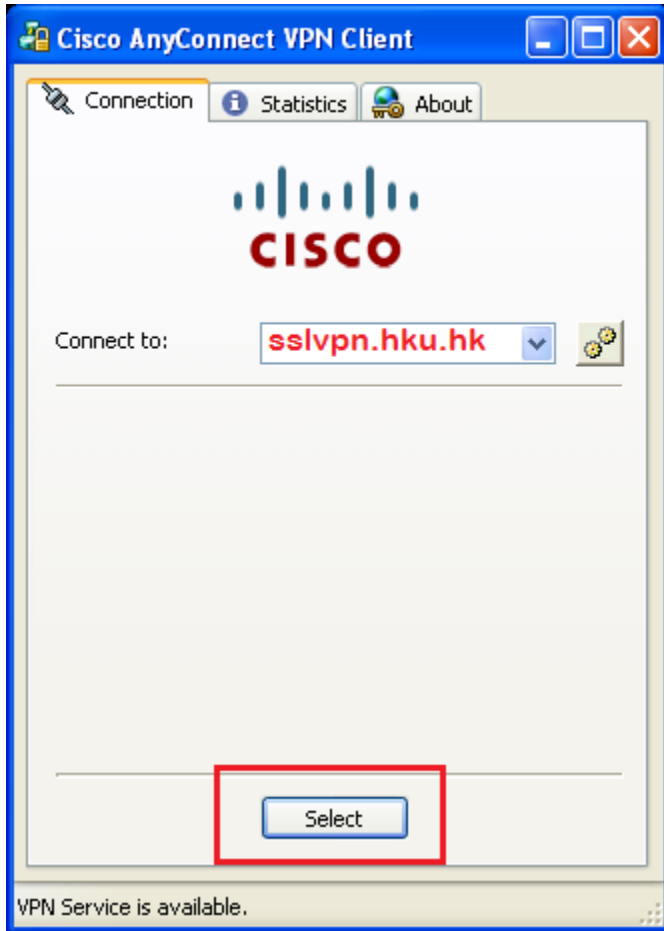 Cisco AnyConnect VPN Client
Connection Statistics About
CISCO
Connect to: sslvpn.hku.hk
Select
VPN Service is available.